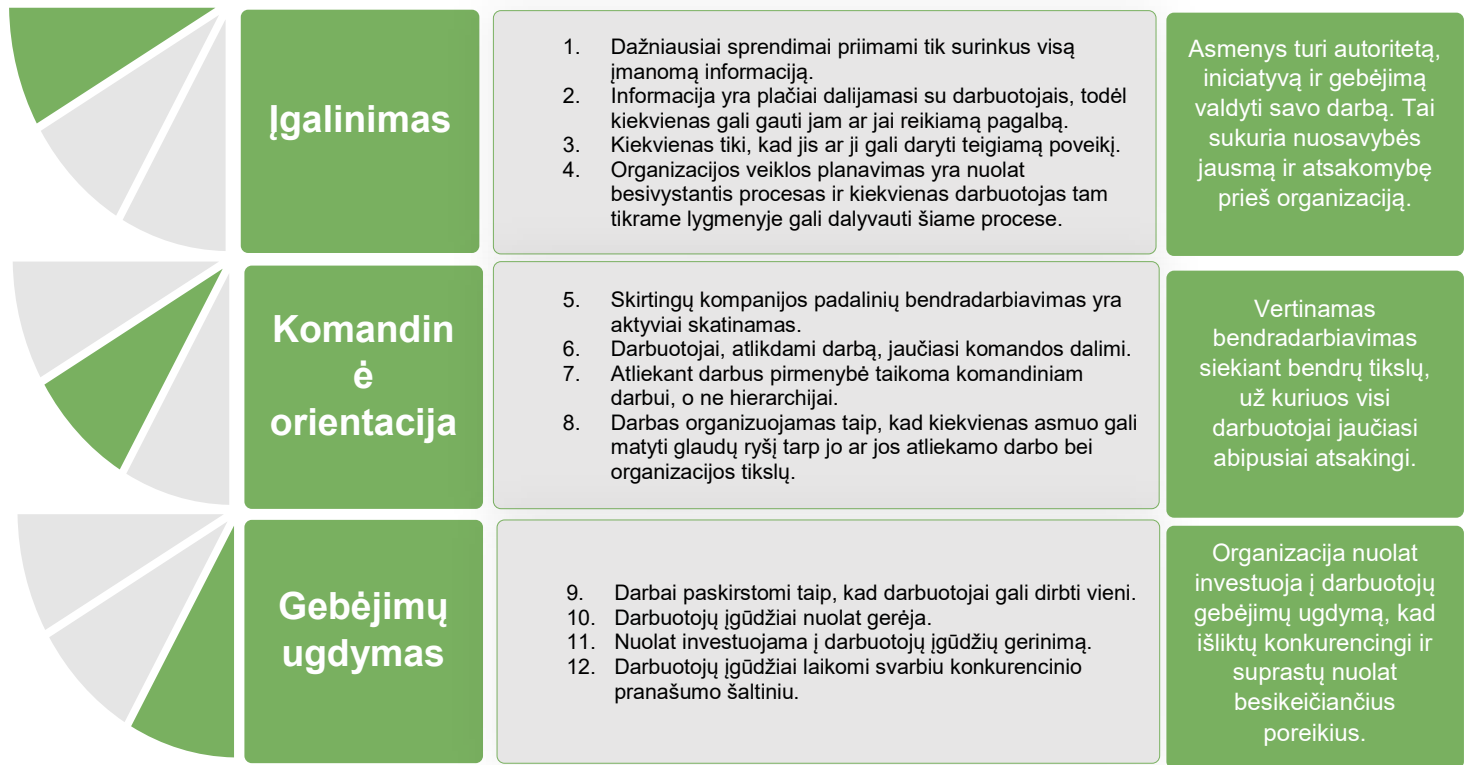 Įgalinimas
1. Dažniausiai sprendimai priimami tik surinkus visą
įmanomą informaciją.
2. Informacija yra plačiai dalijamasi su darbuotojais, todėl
kiekvienas gali gauti jam ar jai reikiamą pagalbą.
3. Kiekvienas tiki, kad jis ar ji gali daryti teigiamą poveikį.
4. Organizacijos veiklos planavimas yra nuolat
besivystantis procesas ir kiekvienas darbuotojas tam
tikrame lygmenyje gali dalyvauti šiame procese.
Asmenys turi autoritetą,
iniciatyvą ir gebėjimą
valdyti savo darbą. Tai
sukuria nuosavybės
jausmą ir atsakomybę
prieš organizaciją.
Komandin
ė
orientacija
5. Skirtingų kompanijos padalinių bendradarbiavimas yra
aktyviai skatinamas.
6. Darbuotojai, atlikdami darbą, jaučiasi komandos dalimi.
7. Atliekant darbus pirmenybė taikoma komandiniam
darbui, o ne hierarchijai.
8. Darbas organizuojamas taip, kad kiekvienas asmuo gali
matyti glaudų ryšį tarp jo ar jos atliekamo darbo bei
organizacijos tikslų.
Vertinamas
bendradarbiavimas
siekiant bendrų tikslų,
už kuriuos visi
darbuotojai jaučiasi
abipusiai atsakingi.
Gebėjimų
ugdymas
9. Darbai paskirstomi taip, kad darbuotojai gali dirbti vieni.
10. Darbuotojų įgūdžiai nuolat gerėja.
11. Nuolat investuojama į darbuotojų įgūdžių gerinimą.
12. Darbuotojų įgūdžiai laikomi svarbiu konkurencinio
pranašumo šaltiniu.
Organizacija nuolat
investuoja į darbuotojų
gebėjimų ugdymą, kad
išliktų konkurencingi ir
suprastų nuolat
besikeičiančius
poreikius.